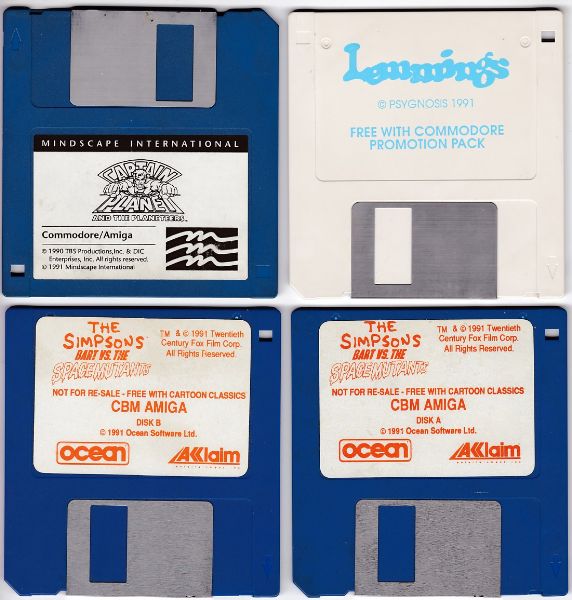 MINDSCAPE INTERNATIONAL
CAPTAIN
PLANET
AND THE PLANETEERS™
Commodore/Amiga
© 1990 TBS Productions, Inc. & DIC
Enterprises, Inc. All rights reserved.
© 1991 Mindscape International
Lemmings
© PSYGNOSIS 1991
FREE WITH COMMODORE
PROMOTION PACK
THE
SIMPSONS
BART VS. THE
SPACE MUTANTS
TM & © 1991 Twentieth
Century Fox Film Corp.
All Rights Reserved.
NOT FOR RE-SALE - FREE WITH CARTOON CLASSICS
CBM AMIGA
DISK B
© 1991 Ocean Software Ltd.
ocean
AKKlaim
THE
SIMPSONS
BART VS. THE
SPACE MUTANTS
TM & © 1991 Twentieth
Century Fox Film Corp.
All Rights Reserved.
NOT FOR RE-SALE - FREE WITH CARTOON CLASSICS
CBM AMIGA
DISK A
© 1991 Ocean Software Ltd.
ocean
AKKlaim